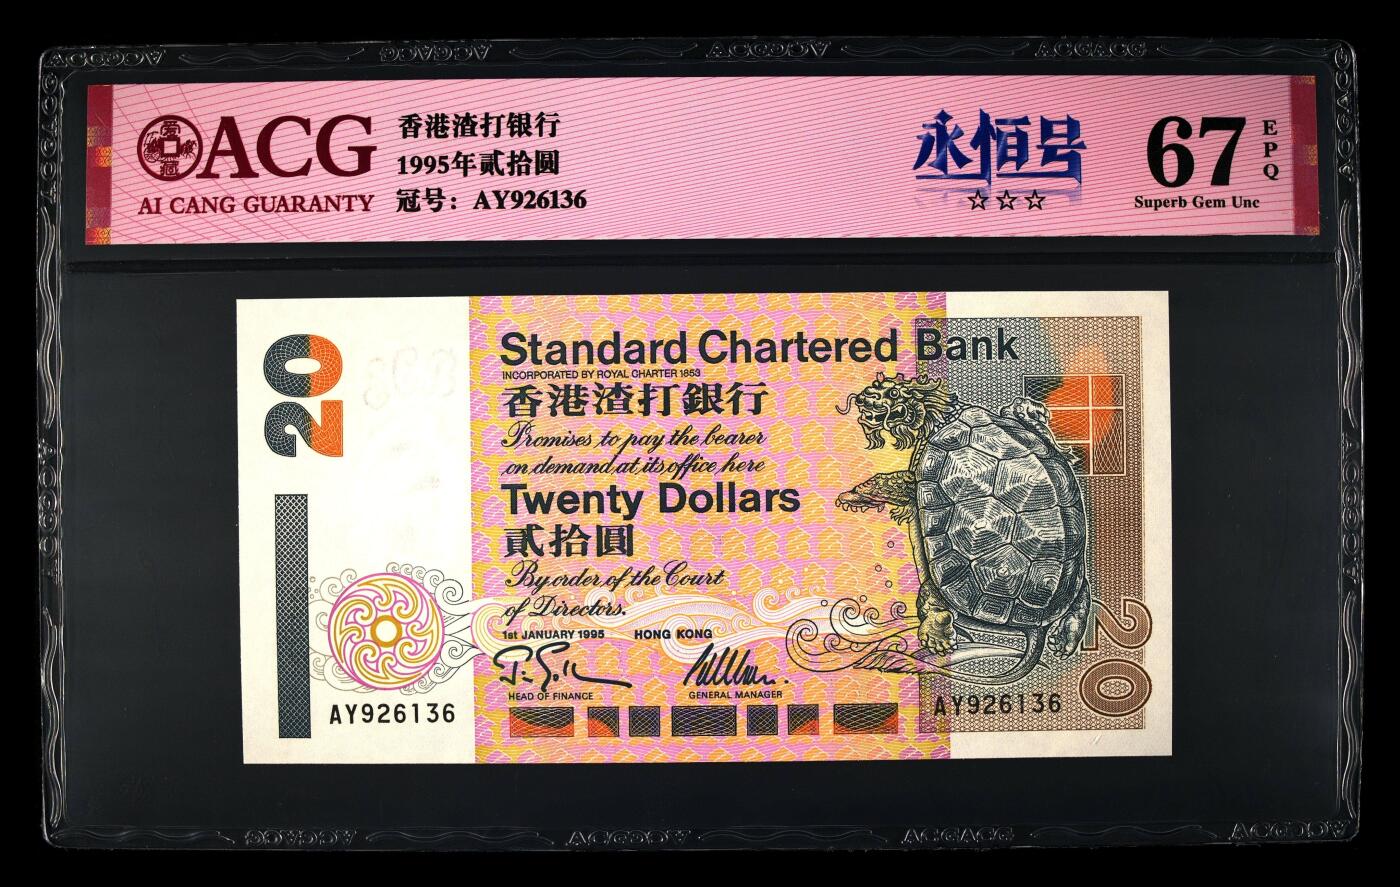 ACG
AI CANG GUARANTY
香港渣打银行
1995年贰拾圆
冠号：AY926136
永恒号
☆☆☆
67
EPQ
Superb Gem Unc
20
Standard Chartered Bank
INCORPORATED BY ROYAL CHARTER 1853
香港渣打銀行
Promises to pay the bearer
on demand at its office here
Twenty Dollars
貳拾圓
By order of the Court
of Directors.
1st JANUARY 1995 HONG KONG
HEAD OF FINANCE GENERAL MANAGER
AY926136
AY926136
20